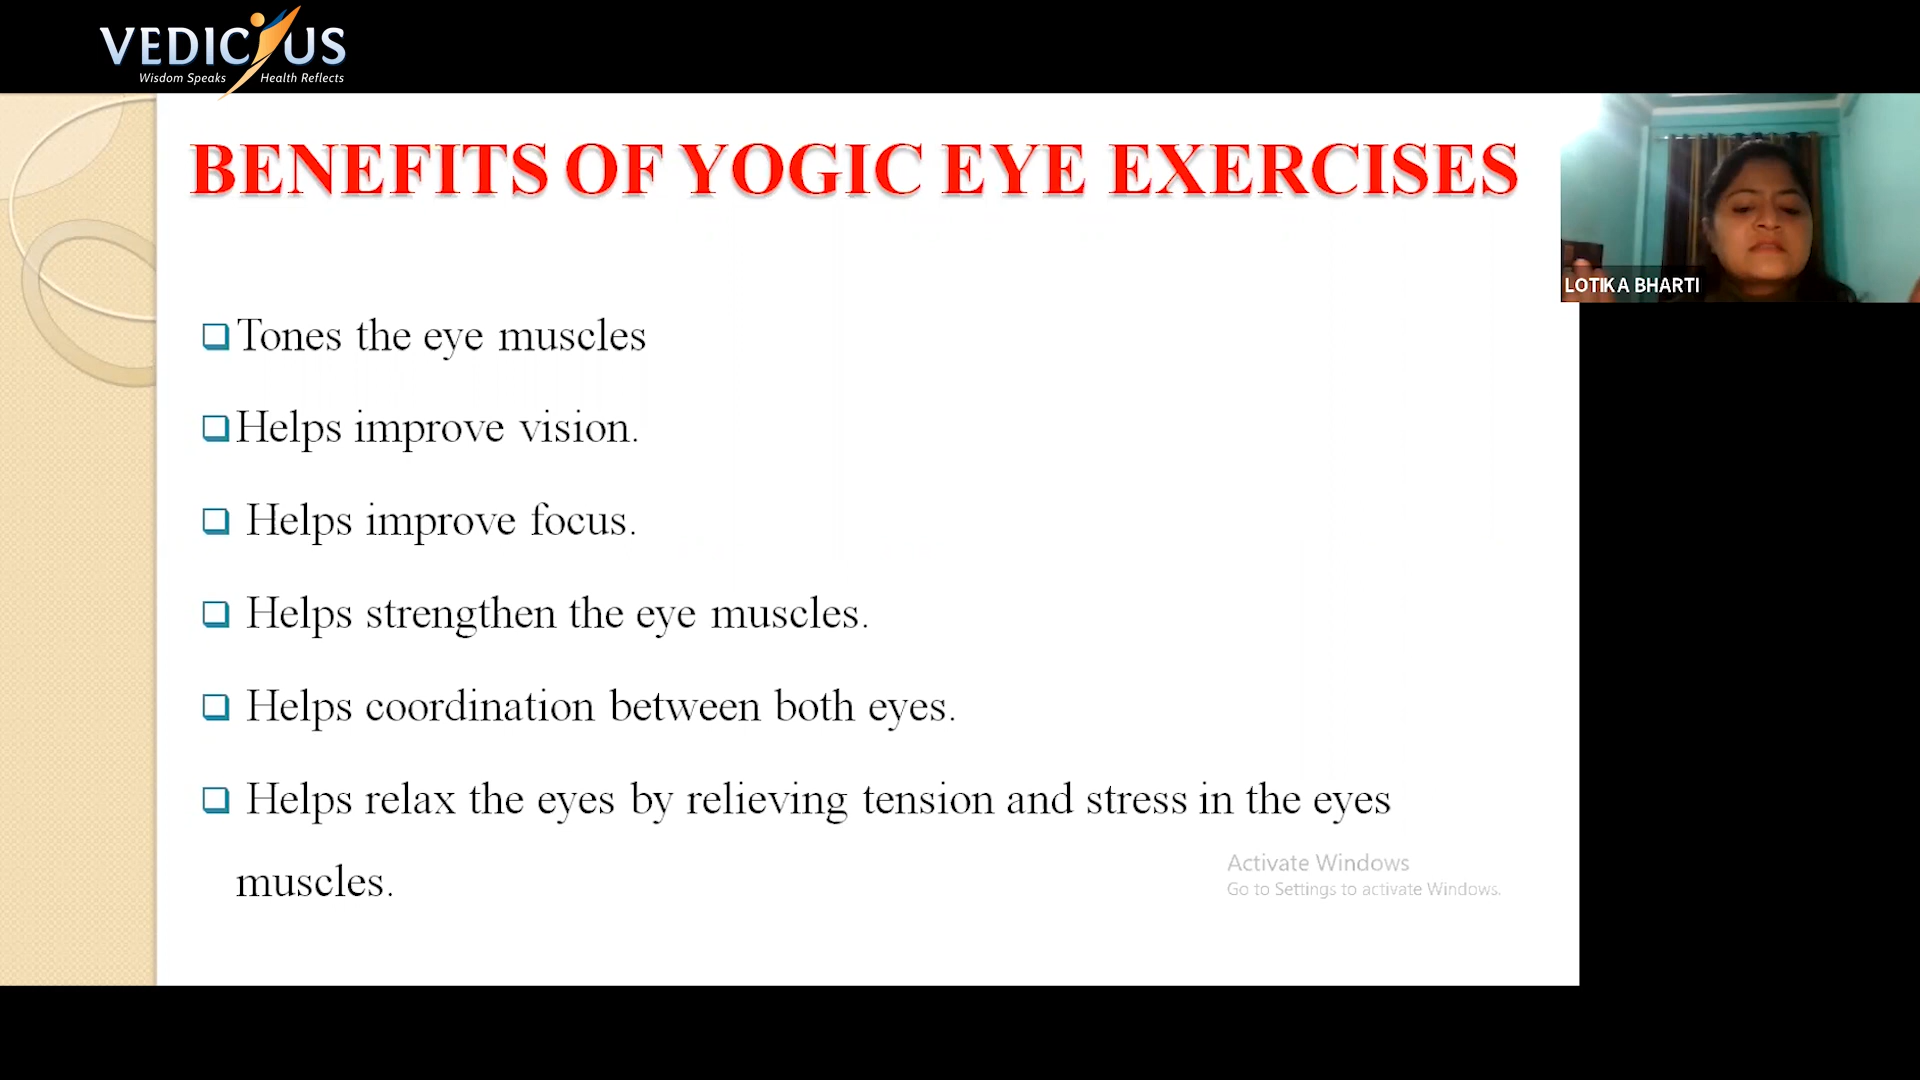 VEDICIUS
Wisdom Speaks Health Reflects
BENEFITS OF YOGIC EYE EXERCISES
LOTIKA BHARTI
Tones the eye muscles
Helps improve vision.
Helps improve focus.
Helps strengthen the eye muscles.
Helps coordination between both eyes.
Helps relax the eyes by relieving tension and stress in the eyes
muscles.
Activate Windows
Go to Settings to activate Windows.